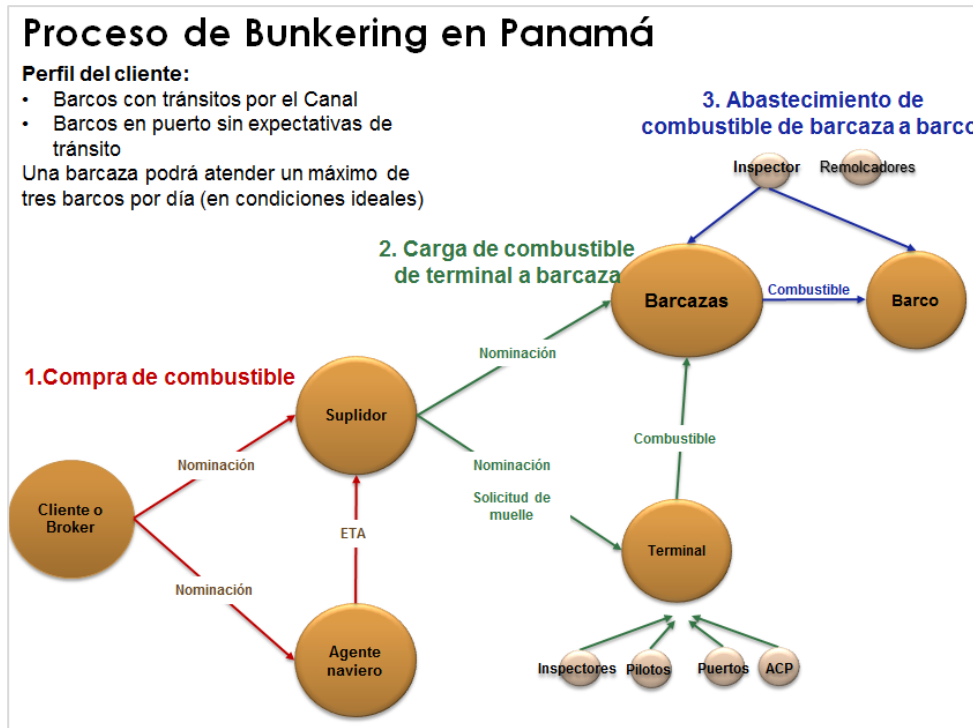 Proceso de Bunkering en Panamá
Perfil del cliente:
• Barcos con tránsitos por el Canal
• Barcos en puerto sin expectativas de
tránsito
Una barcaza podrá atender un máximo de
tres barcos por día (en condiciones ideales)
3. Abastecimiento de
combustible de barcaza a barco
Inspector
Remolcadores
2. Carga de combustible
de terminal a barcaza
Barcazas
Combustible
Barco
Nominación
1.Compra de combustible
Suplidor
Combustible
Nominación
Nominación
Solicitud de
muelle
Cliente o
Broker
ETA
Terminal
Nominación
Agente
naviero
Inspectores
Pilotos
Puertos
ACP